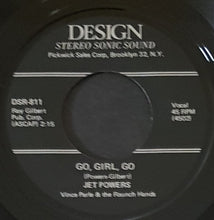 DESIGN
STEREO SONIC SOUND
Pickwick Sales Corp., Brooklyn 32, N.Y.
DSR-811
Ray Gilbert
Pub. Corp.
(ASCAP) 2:15
Vocal
45 RPM
(4502)
GO, GIRL, GO
(Powers-Gilbert)
JET POWERS
Vince Parle & the Raunch Hands